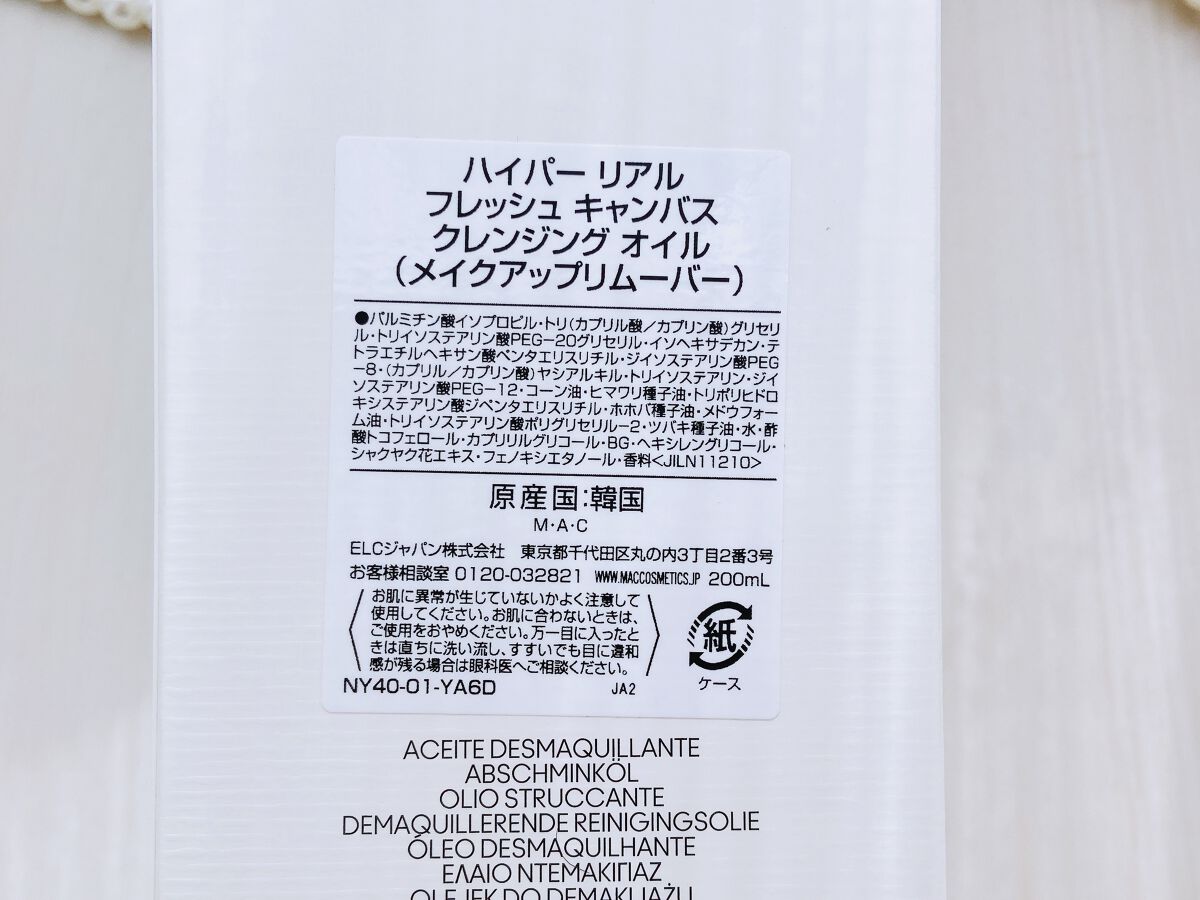 ハイパー リアル
フレッシュ キャンバス
クレンジング オイル
(メイクアップリムーバー)
●パルミチン酸イソプロピル・トリ(カプリル酸/カプリン酸)グリセリ
ル・トリイソステアリン酸PEG-20グリセリル・イソヘキサデカン・テ
トラエチルヘキサン酸ペンタエリスリチル・ジイソステアリン酸PEG
-8・(カプリル/カプリン酸)ヤシアルキル・トリイソステアリン・ジイ
ソステアリン酸PEG-12・コーン油・ヒマワリ種子油・トリポリヒドロ
キシステアリン酸ジペンタエリスリチル・ホホバ種子油・メドウフォー
ム油・トリイソステアリン酸ポリグリセリル-2・ツバキ種子油・水・酢
酸トコフェロール・カプリリルグリコール・BG・ヘキシレングリコール・
シャクヤク花エキス・フェノキシエタノール・香料<JILN11210>
原産国:韓国
M・A・C
ELCジャパン株式会社 東京都千代田区丸の内3丁目2番3号
お客様相談室 0120-032821 WWW.MACCOSMETICS.JP 200mL
お肌に異常が生じていないかよく注意して
使用してください。お肌に合わないときは、
ご使用をおやめください。万一目に入ったと
きは直ちに洗い流し、すすいでも目に違和
感が残る場合は眼科医へご相談ください。
紙
ケース
NY40-01-YA6D JA2
ACEITE DESMAQUILLANTE
ABSCHMINKÖL
OLIO STRUCCANTE
DEMAQUILLERENDE REINIGINGSOLIE
ÓLEO DESMAQUILHANTE
ΕΛΑΙΟ ΝΤΕΜΑΚΙΓΙΑΖ
OLEJEK DO DEMAKIJAŻU